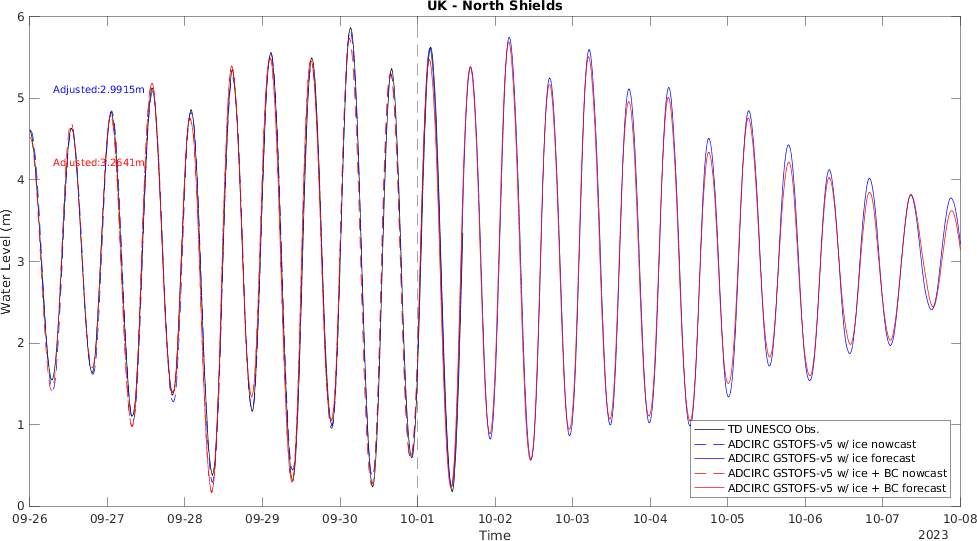 UK - North Shields
6
5
4
3
2
1
0
Water Level (m)
Adjusted:2.9915m
Adjusted:3.2641m
TD UNESCO Obs.
ADCIRC GSTOFS-v5 w/ ice nowcast
ADCIRC GSTOFS-v5 w/ ice forecast
ADCIRC GSTOFS-v5 w/ ice + BC nowcast
ADCIRC GSTOFS-v5 w/ ice + BC forecast
09-26 09-27 09-28 09-29 09-30 10-01 10-02 10-03 10-04 10-05 10-06 10-07 10-08
Time
2023